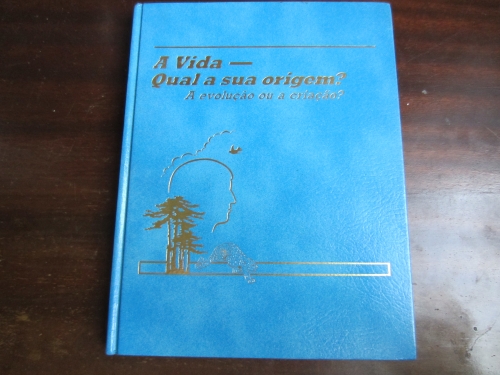 A Vida —
Qual a sua origem?
A evolução ou a criação?